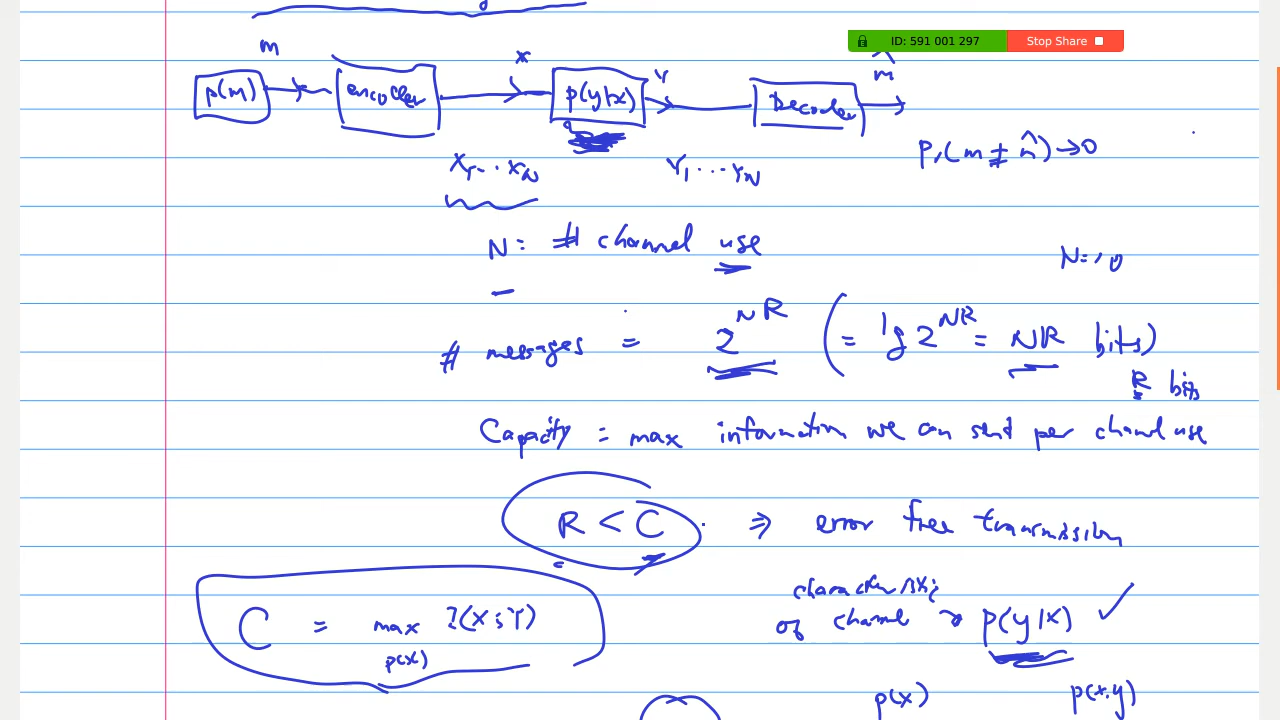 ID: 591 001 297 Stop Share
m x Y m̂
p(m) encoder p(y|x) Decoder
Pr(m ≠ m̂) → 0
X1 ... XN Y1 ... YN
N = # channel use
N = 10
# messages = 2^NR (= lg 2^NR = NR bits)
R bits
Capacity = max information we can sent per channel use
R < C ⇒ error free transmission
characteristic
of channel → p(y|x) ✓
C = max I(X;Y)
p(x)
p(x) p(x,y)